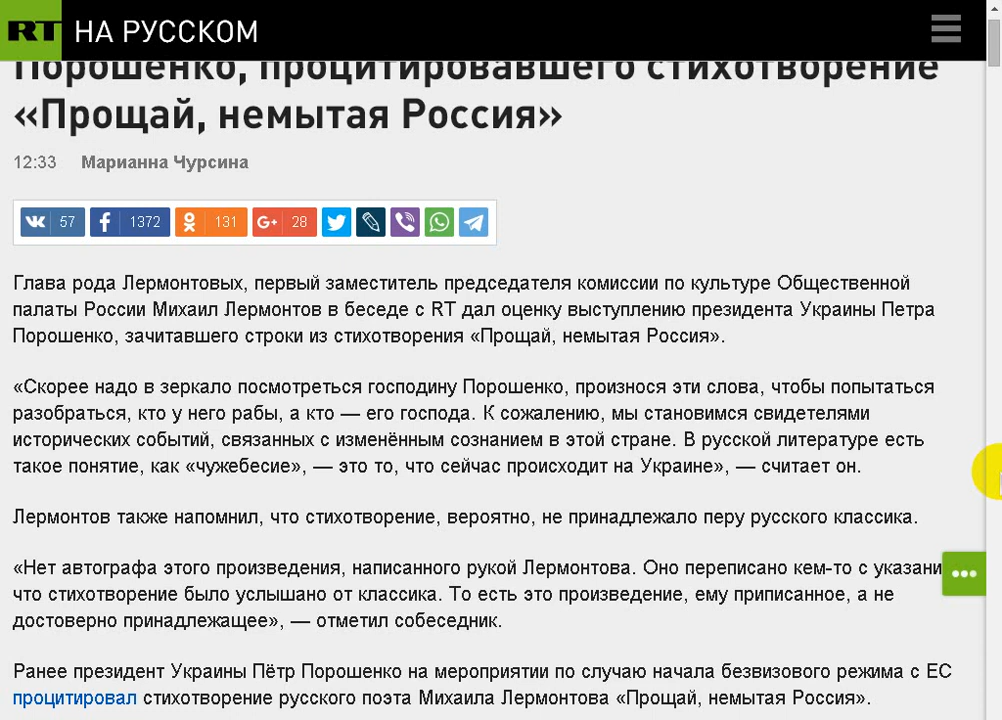 RT НА РУССКОМ
Порошенко, процитировавшего стихотворение
«Прощай, немытая Россия»
12:33 Марианна Чурсина
57 1372 131 G+ 28
Глава рода Лермонтовых, первый заместитель председателя комиссии по культуре Общественной
палаты России Михаил Лермонтов в беседе с RT дал оценку выступлению президента Украины Петра
Порошенко, зачитавшего строки из стихотворения «Прощай, немытая Россия».
«Скорее надо в зеркало посмотреться господину Порошенко, произнося эти слова, чтобы попытаться
разобраться, кто у него рабы, а кто — его господа. К сожалению, мы становимся свидетелями
исторических событий, связанных с изменённым сознанием в этой стране. В русской литературе есть
такое понятие, как «чужебесие», — это то, что сейчас происходит на Украине», — считает он.
Лермонтов также напомнил, что стихотворение, вероятно, не принадлежало перу русского классика.
«Нет автографа этого произведения, написанного рукой Лермонтова. Оно переписано кем-то с указани
что стихотворение было услышано от классика. То есть это произведение, ему приписанное, а не
достоверно принадлежащее», — отметил собеседник.
Ранее президент Украины Пётр Порошенко на мероприятии по случаю начала безвизового режима с ЕС
процитировал стихотворение русского поэта Михаила Лермонтова «Прощай, немытая Россия».